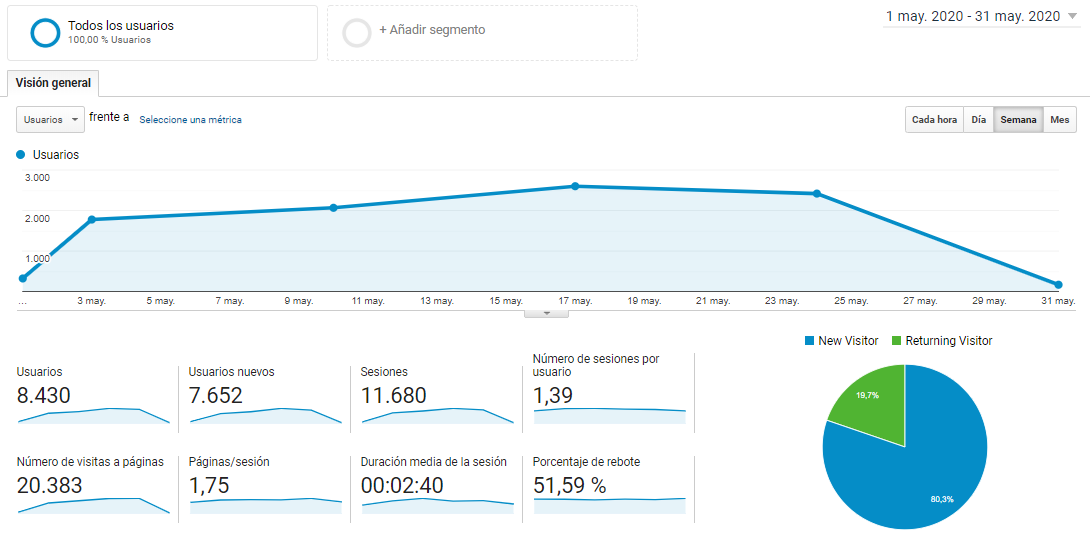 Todos los usuarios
100,00 % Usuarios
+ Añadir segmento
1 may. 2020 - 31 may. 2020
Visión general
Usuarios
frente a
Seleccione una métrica
Cada hora
Día
Semana
Mes
Usuarios
3.000
2.000
1.000
... 3 may. 5 may. 7 may. 9 may. 11 may. 13 may. 15 may. 17 may. 19 may. 21 may. 23 may. 25 may. 27 may. 29 may. 31 may.
New Visitor
Returning Visitor
Usuarios
8.430
Usuarios nuevos
7.652
Sesiones
11.680
Número de sesiones por
usuario
1,39
Número de visitas a páginas
20.383
Páginas/sesión
1,75
Duración media de la sesión
00:02:40
Porcentaje de rebote
51,59 %
19,7%
80,3%